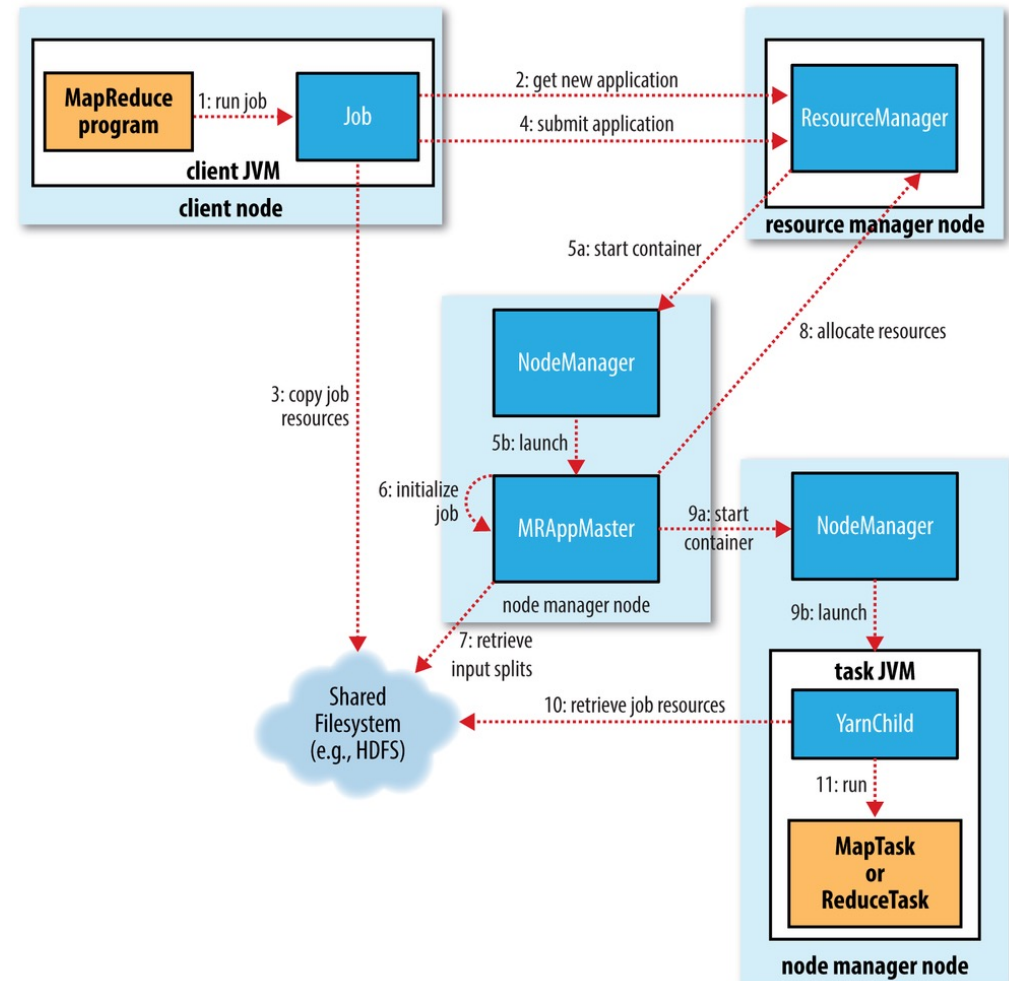 MapReduce
program
1: run job
Job
client JVM
client node
2: get new application
4: submit application
ResourceManager
resource manager node
5a: start container
8: allocate resources
3: copy job
resources
NodeManager
5b: launch
6: initialize
job
MRAppMaster
node manager node
9a: start
container
NodeManager
9b: launch
7: retrieve
input splits
Shared
Filesystem
(e.g., HDFS)
10: retrieve job resources
task JVM
YarnChild
11: run
MapTask
or
ReduceTask
node manager node